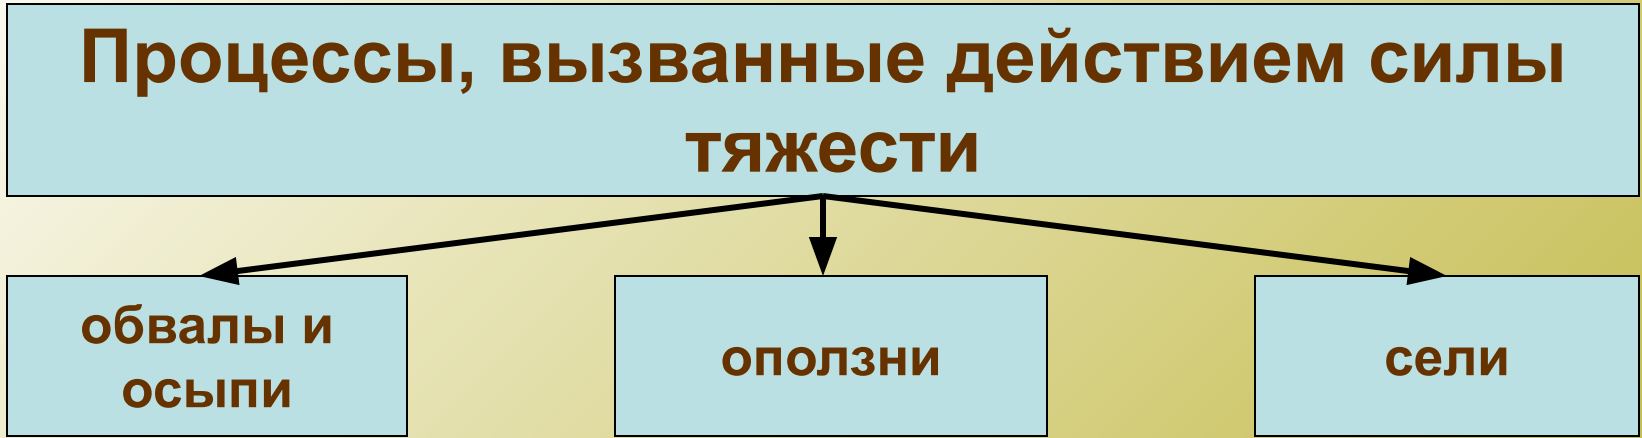 Процессы, вызванные действием силы
тяжести
обвалы и
осыпи
оползни
сели